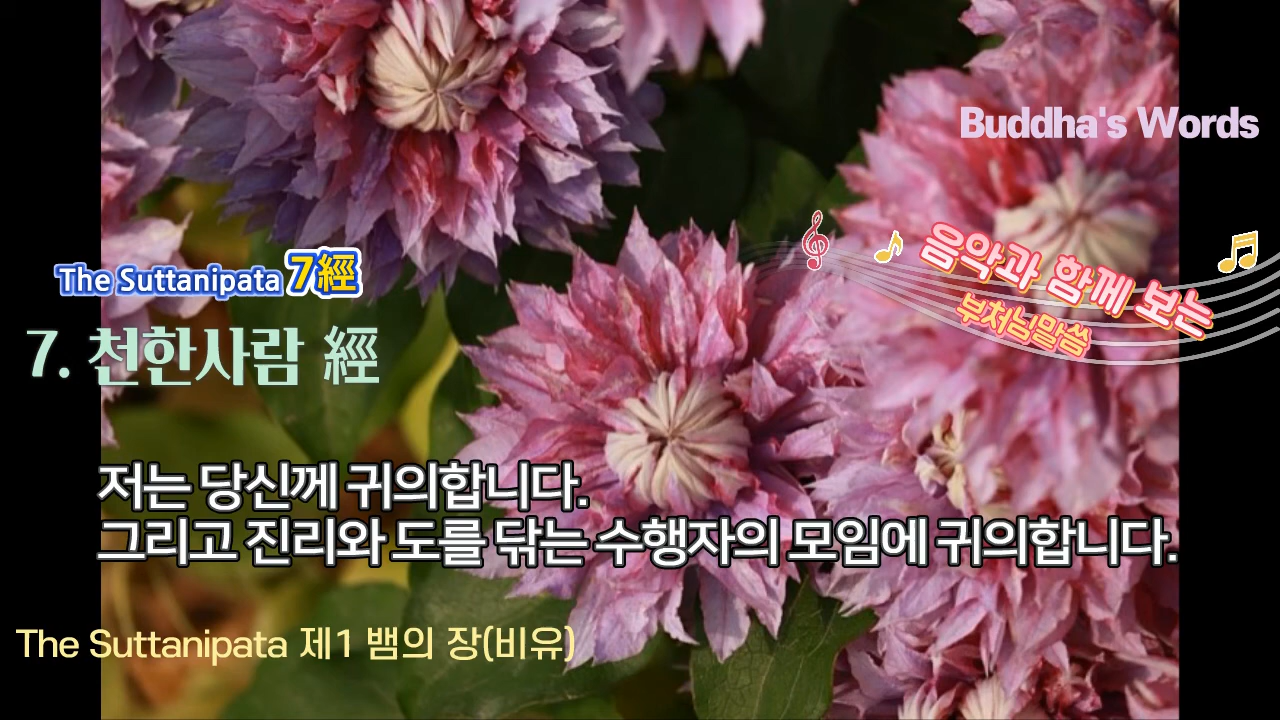 Buddha's Words
음악과 함께 보는
부처님말씀
The Suttanipata 7經
7. 천한사람 經
저는 당신께 귀의합니다.
그리고 진리와 도를 닦는 수행자의 모임에 귀의합니다.
The Suttanipata 제1 뱀의 장(비유)